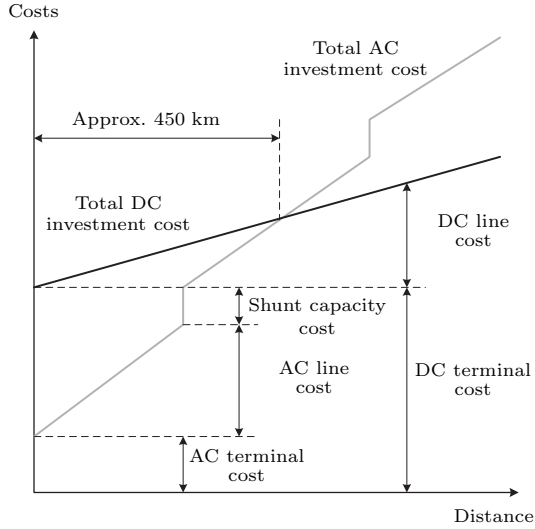 Costs
Total AC
investment cost
Approx. 450 km
Total DC
investment cost
DC line
cost
Shunt capacity
cost
AC line
cost
DC terminal
cost
AC terminal
cost
Distance